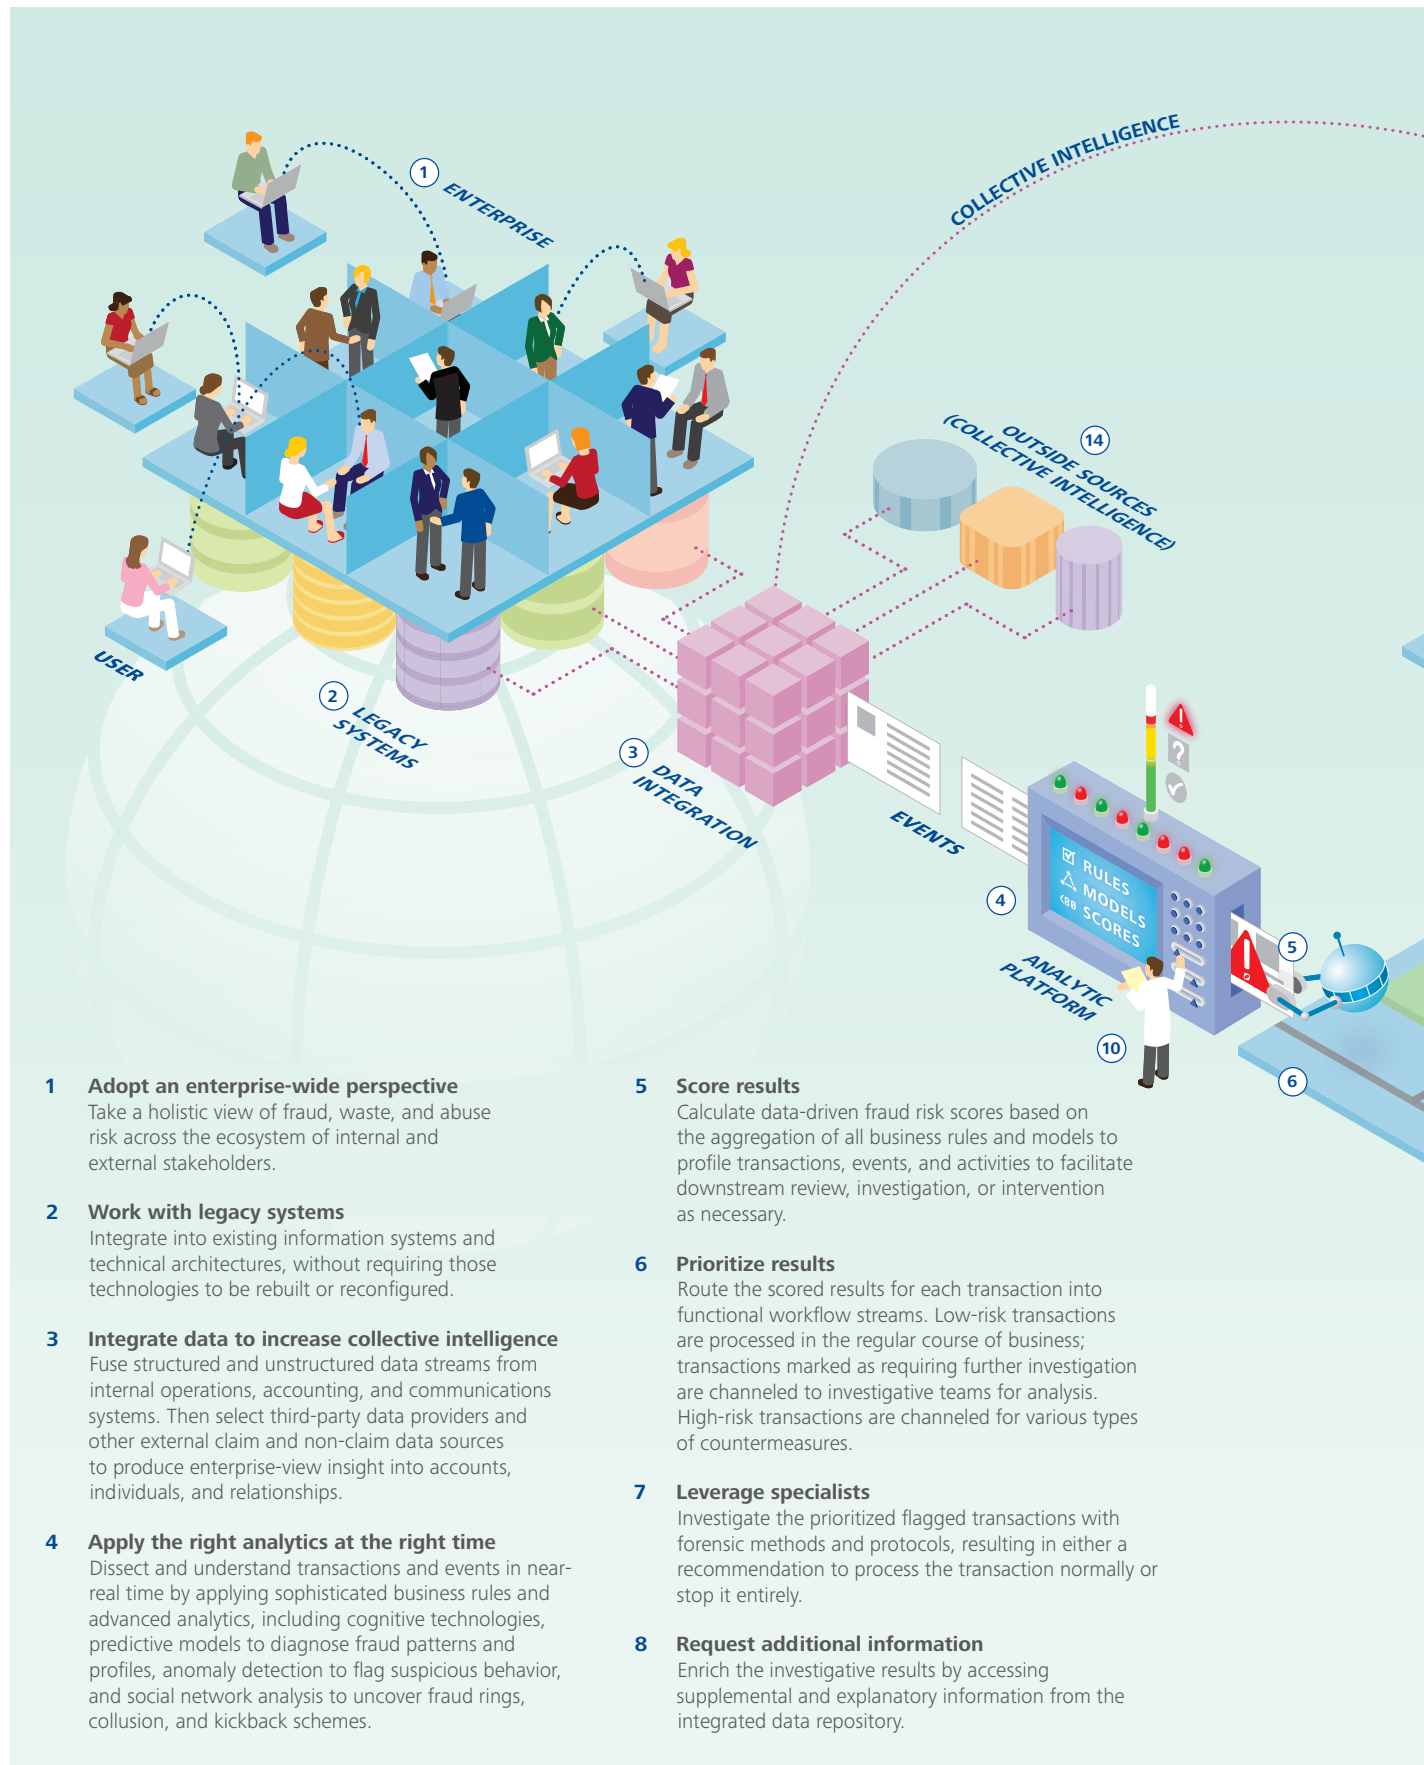 COLLECTIVE INTELLIGENCE
1
ENTERPRISE
14
OUTSIDE SOURCES
(COLLECTIVE INTELLIGENCE)
USER
2
LEGACY
SYSTEMS
3
DATA
INTEGRATION
EVENTS
4
RULES
MODELS
SCORES
5
ANALYTIC
PLATFORM
10
6
1 Adopt an enterprise-wide perspective
Take a holistic view of fraud, waste, and abuse
risk across the ecosystem of internal and
external stakeholders.
2 Work with legacy systems
Integrate into existing information systems and
technical architectures, without requiring those
technologies to be rebuilt or reconfigured.
3 Integrate data to increase collective intelligence
Fuse structured and unstructured data streams from
internal operations, accounting, and communications
systems. Then select third-party data providers and
other external claim and non-claim data sources
to produce enterprise-view insight into accounts,
individuals, and relationships.
4 Apply the right analytics at the right time
Dissect and understand transactions and events in near-
real time by applying sophisticated business rules and
advanced analytics, including cognitive technologies,
predictive models to diagnose fraud patterns and
profiles, anomaly detection to flag suspicious behavior,
and social network analysis to uncover fraud rings,
collusion, and kickback schemes.
5 Score results
Calculate data-driven fraud risk scores based on
the aggregation of all business rules and models to
profile transactions, events, and activities to facilitate
downstream review, investigation, or intervention
as necessary.
6 Prioritize results
Route the scored results for each transaction into
functional workflow streams. Low-risk transactions
are processed in the regular course of business;
transactions marked as requiring further investigation
are channeled to investigative teams for analysis.
High-risk transactions are channeled for various types
of countermeasures.
7 Leverage specialists
Investigate the prioritized flagged transactions with
forensic methods and protocols, resulting in either a
recommendation to process the transaction normally or
stop it entirely.
8 Request additional information
Enrich the investigative results by accessing
supplemental and explanatory information from the
integrated data repository.